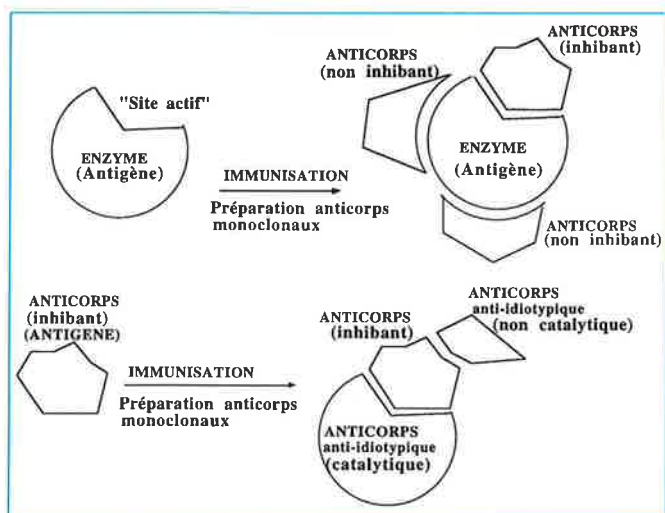 ANTICORPS
(inhibant)
ANTICORPS
(non inhibant)
"Site actif"
ENZYME
(Antigène)
IMMUNISATION
Préparation anticorps
monoclonaux
ENZYME
(Antigène)
ANTICORPS
(non inhibant)
ANTICORPS
(inhibant)
(ANTIGENE)
IMMUNISATION
Préparation anticorps
monoclonaux
ANTICORPS
anti-idiotypique
(non catalytique)
ANTICORPS
(inhibant)
ANTICORPS
anti-idiotypique
(catalytique)